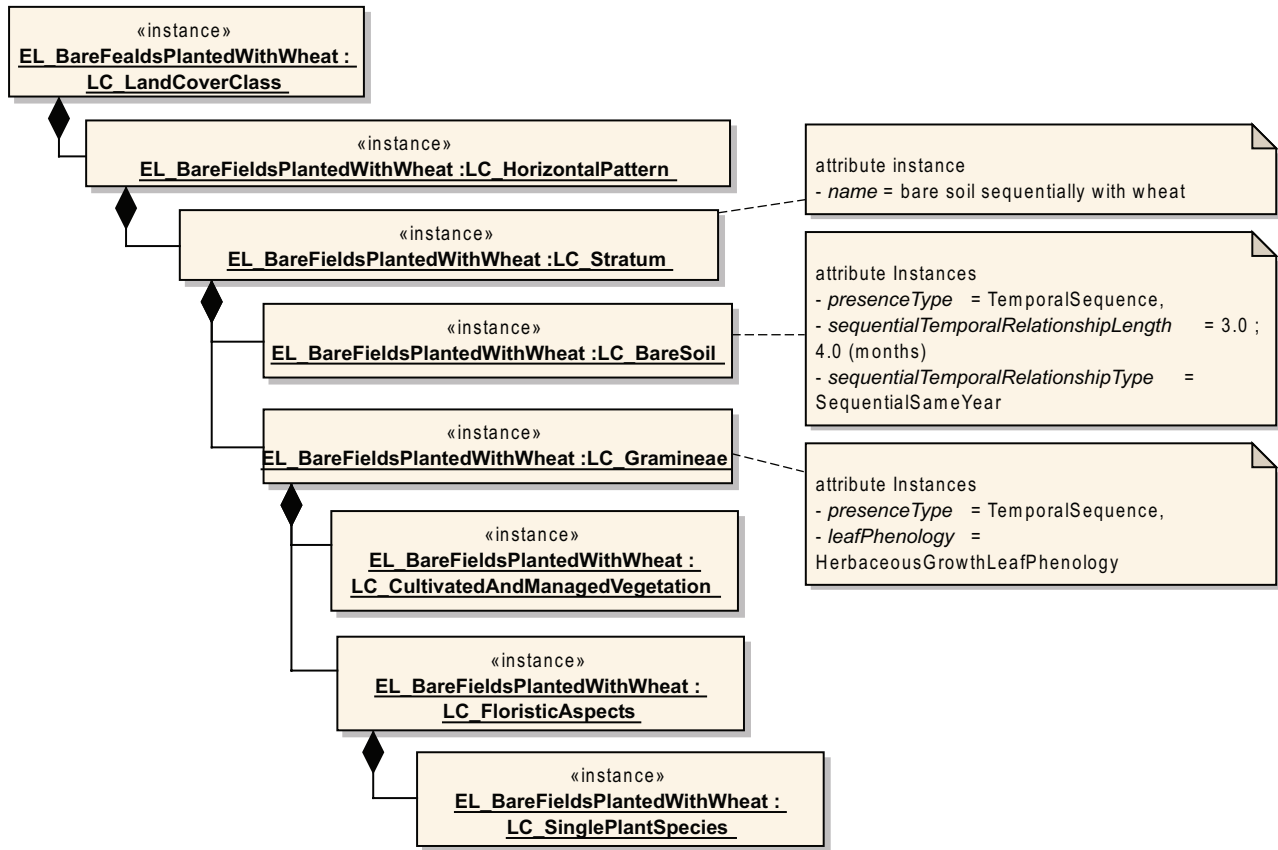 «instance»
EL_BareFealdsPlantedWithWheat :
LC_LandCoverClass
«instance»
EL_BareFieldsPlantedWithWheat :LC_HorizontalPattern
attribute instance
- name = bare soil sequentially with wheat
«instance»
EL_BareFieldsPlantedWithWheat :LC_Stratum
attribute Instances
- presenceType = TemporalSequence,
- sequentialTemporalRelationshipLength = 3.0 ;
4.0 (months)
- sequentialTemporalRelationshipType =
SequentialSameYear
«instance»
EL_BareFieldsPlantedWithWheat :LC_BareSoil
«instance»
EL_BareFieldsPlantedWithWheat :LC_Gramineae
attribute Instances
- presenceType = TemporalSequence,
- leafPhenology =
HerbaceousGrowthLeafPhenology
«instance»
EL_BareFieldsPlantedWithWheat :
LC_CultivatedAndManagedVegetation
«instance»
EL_BareFieldsPlantedWithWheat :
LC_FloristicAspects
«instance»
EL_BareFieldsPlantedWithWheat :
LC_SinglePlantSpecies